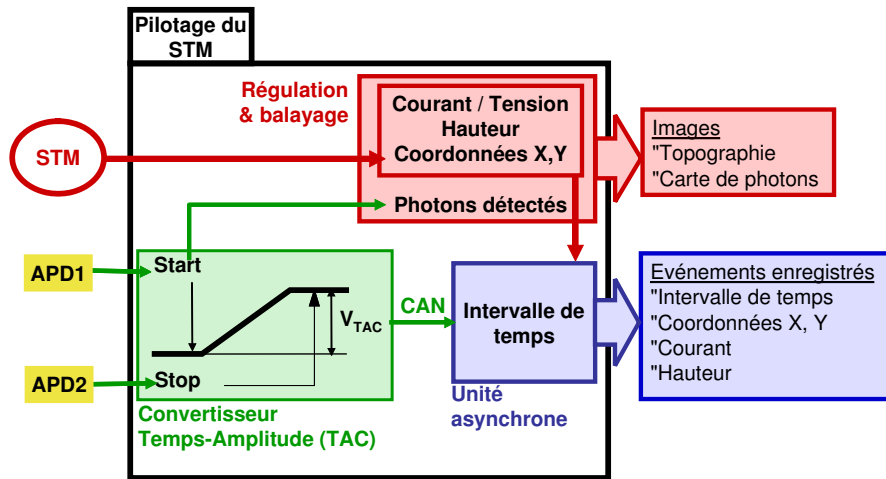 Pilotage du
STM
Régulation
& balayage
Courant / Tension
Hauteur
Coordonnées X,Y
Photons détectés
Images
"Topographie
"Carte de photons
STM
APD1
Start
VTAC
Stop
APD2
CAN
Intervalle de
temps
Evénements enregistrés
"Intervalle de temps
"Coordonnées X, Y
"Courant
"Hauteur
Convertisseur
Temps-Amplitude (TAC)
Unité
asynchrone